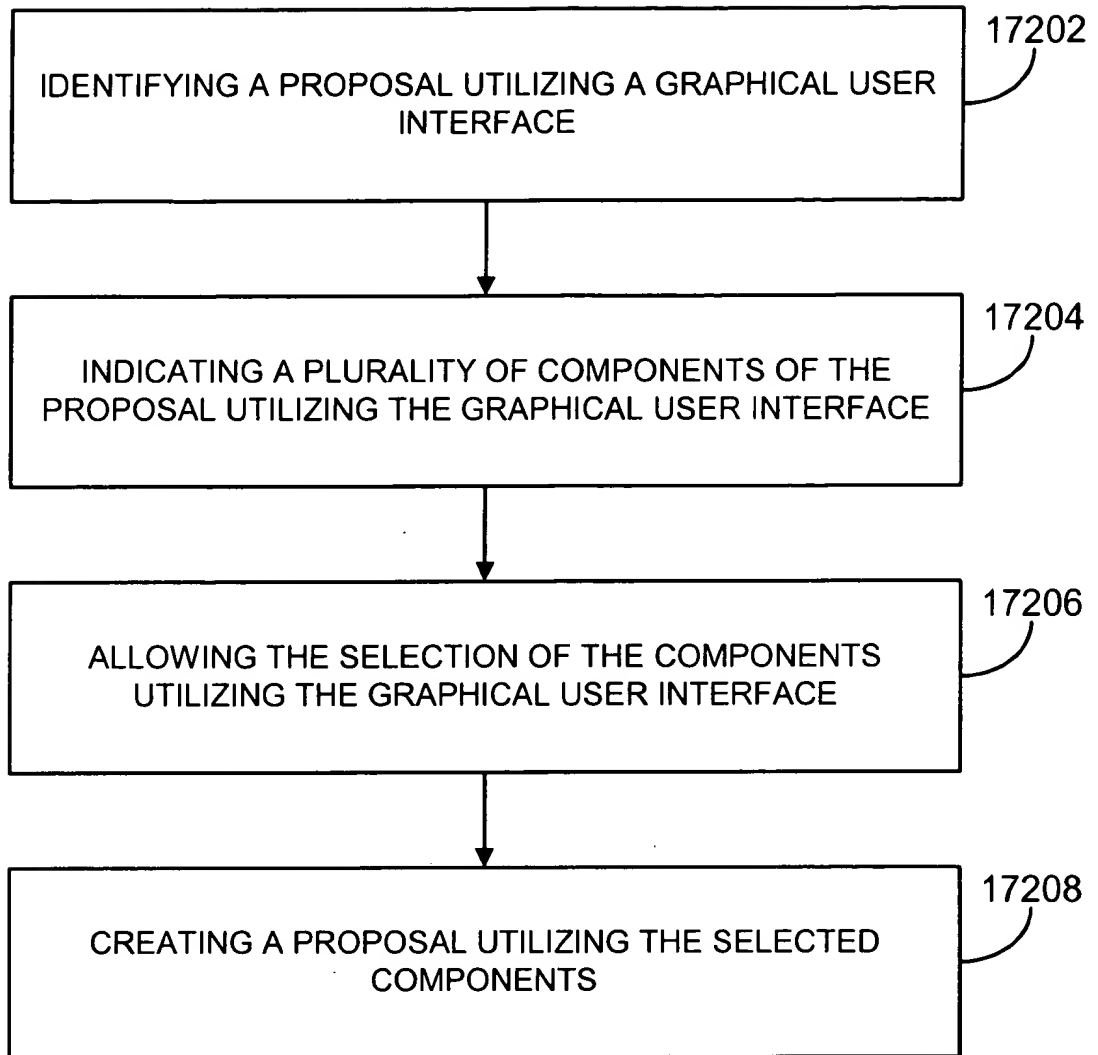 17202
IDENTIFYING A PROPOSAL UTILIZING A GRAPHICAL USER
INTERFACE
17204
INDICATING A PLURALITY OF COMPONENTS OF THE
PROPOSAL UTILIZING THE GRAPHICAL USER INTERFACE
17206
ALLOWING THE SELECTION OF THE COMPONENTS
UTILIZING THE GRAPHICAL USER INTERFACE
17208
CREATING A PROPOSAL UTILIZING THE SELECTED
COMPONENTS